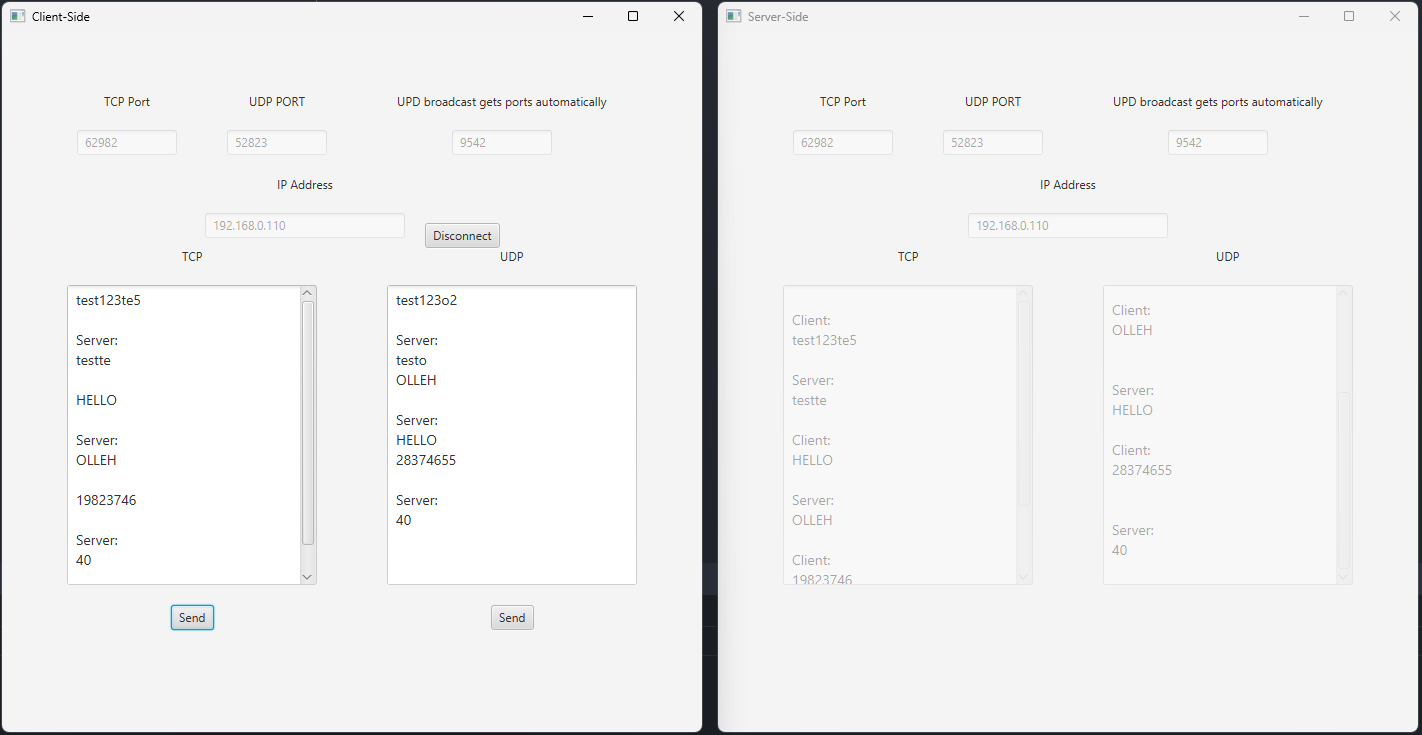 Client-Side
TCP Port
UDP PORT
UPD broadcast gets ports automatically
62982
52823
9542
IP Address
192.168.0.110
Disconnect
TCP
UDP
test123te5
Server:
testte
HELLO
Server:
OLLEH
19823746
Server:
40
test123o2
Server:
testo
OLLEH
Server:
HELLO
28374655
Server:
40
Send
Send
Server-Side
TCP Port
UDP PORT
UPD broadcast gets ports automatically
62982
52823
9542
IP Address
192.168.0.110
TCP
UDP
Client:
test123te5
Server:
testte
Client:
HELLO
Server:
OLLEH
Client:
19823746
Client:
OLLEH
Server:
HELLO
Client:
28374655
Server:
40